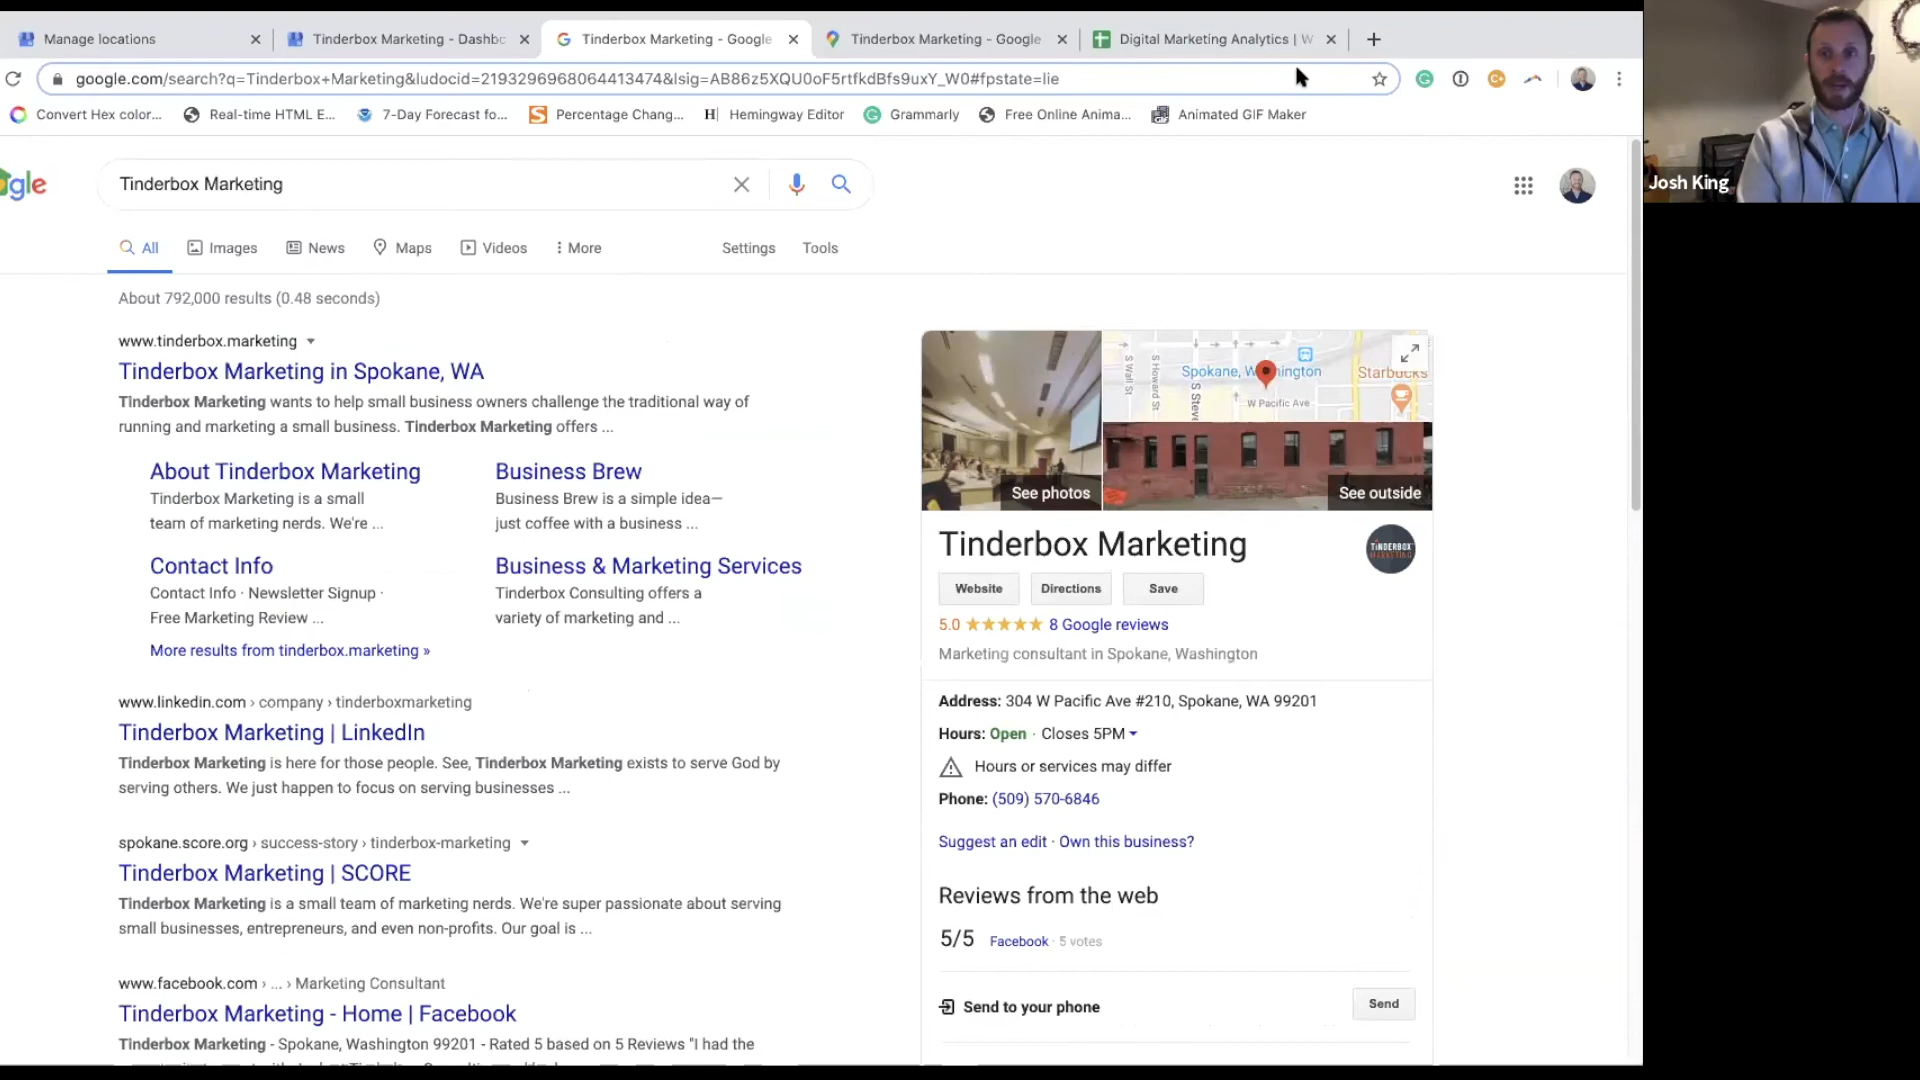 Manage locations
Tinderbox Marketing - Dashbo
Tinderbox Marketing - Google
Tinderbox Marketing - Google
Digital Marketing Analytics | W
google.com/search?q=Tinderbox+Marketing&ludocid=2193296968064413474&lsig=AB86z5XQU0oF5rtfkdBfs9uxY_W0#fpstate=lie
Convert Hex color...
Real-time HTML E...
7-Day Forecast fo...
Percentage Chang...
Hemingway Editor
Grammarly
Free Online Anima...
Animated GIF Maker
Josh King
ogle
Tinderbox Marketing
All
Images
News
Maps
Videos
More
Settings
Tools
About 792,000 results (0.48 seconds)
www.tinderbox.marketing
Tinderbox Marketing in Spokane, WA
Tinderbox Marketing wants to help small business owners challenge the traditional way of
running and marketing a small business. Tinderbox Marketing offers ...
About Tinderbox Marketing
Tinderbox Marketing is a small
team of marketing nerds. We're ...
Business Brew
Business Brew is a simple idea—
just coffee with a business ...
Contact Info
Contact Info · Newsletter Signup ·
Free Marketing Review ...
Business & Marketing Services
Tinderbox Consulting offers a
variety of marketing and ...
More results from tinderbox.marketing »
www.linkedin.com › company › tinderboxmarketing
Tinderbox Marketing | LinkedIn
Tinderbox Marketing is here for those people. See, Tinderbox Marketing exists to serve God by
serving others. We just happen to focus on serving businesses ...
spokane.score.org › success-story › tinderbox-marketing
Tinderbox Marketing | SCORE
Tinderbox Marketing is a small team of marketing nerds. We're super passionate about serving
small businesses, entrepreneurs, and even non-profits. Our goal is ...
www.facebook.com › ... › Marketing Consultant
Tinderbox Marketing - Home | Facebook
Tinderbox Marketing - Spokane, Washington 99201 - Rated 5 based on 5 Reviews "I had the
S Wall St
S Howard St
S Steve
Spokane, W hington
Starbucks
W Pacific Ave
See photos
See outside
Tinderbox Marketing
TINDERBOX
MARKETING
Website
Directions
Save
5.0
8 Google reviews
Marketing consultant in Spokane, Washington
Address: 304 W Pacific Ave #210, Spokane, WA 99201
Hours: Open · Closes 5PM
Hours or services may differ
Phone: (509) 570-6846
Suggest an edit · Own this business?
Reviews from the web
5/5
Facebook · 5 votes
Send to your phone
Send